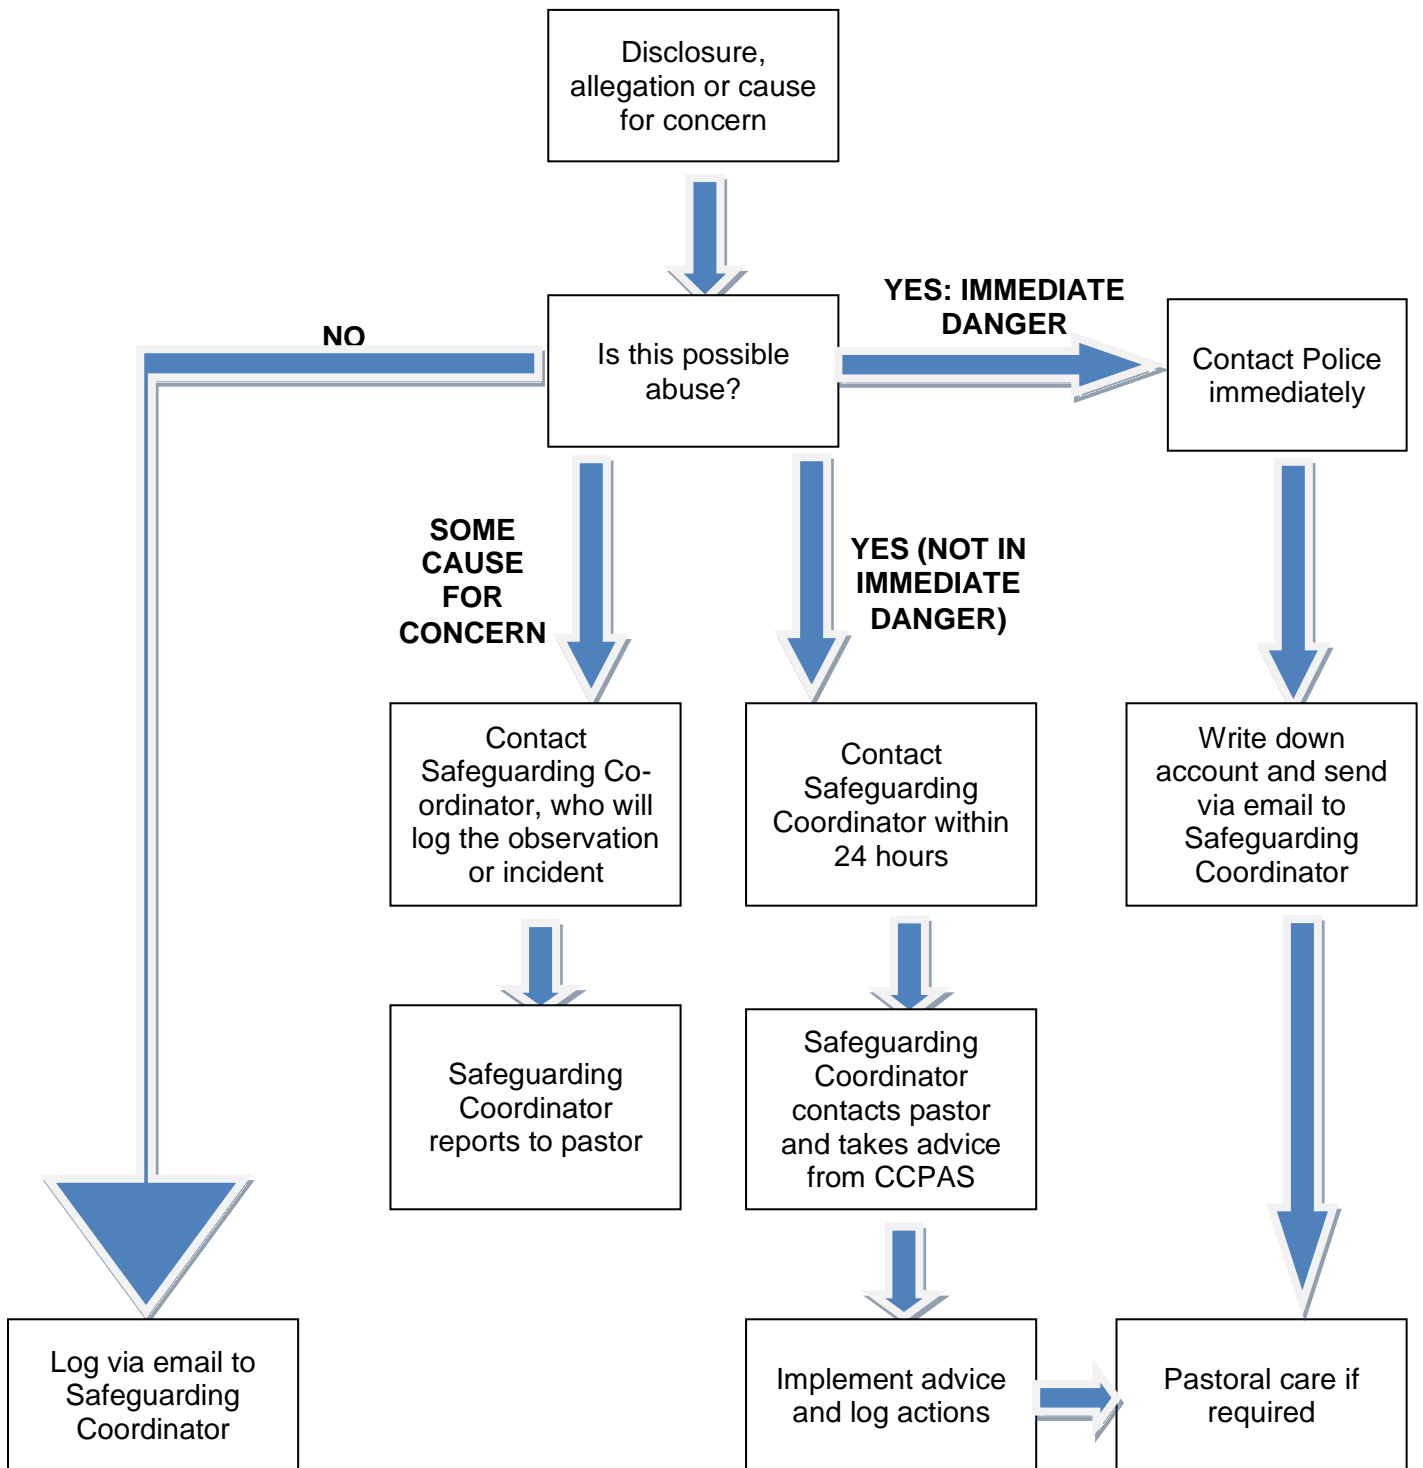 Disclosure,
allegation or cause
for concern
YES: IMMEDIATE
DANGER
NO
Is this possible
abuse?
Contact Police
immediately
SOME
CAUSE
FOR
CONCERN
YES (NOT IN
IMMEDIATE
DANGER)
Contact
Safeguarding Co-
ordinator, who will
log the observation
or incident
Contact
Safeguarding
Coordinator within
24 hours
Write down
account and send
via email to
Safeguarding
Coordinator
Safeguarding
Coordinator
reports to pastor
Safeguarding
Coordinator
contacts pastor
and takes advice
from CCPAS
Log via email to
Safeguarding
Coordinator
Implement advice
and log actions
Pastoral care if
required